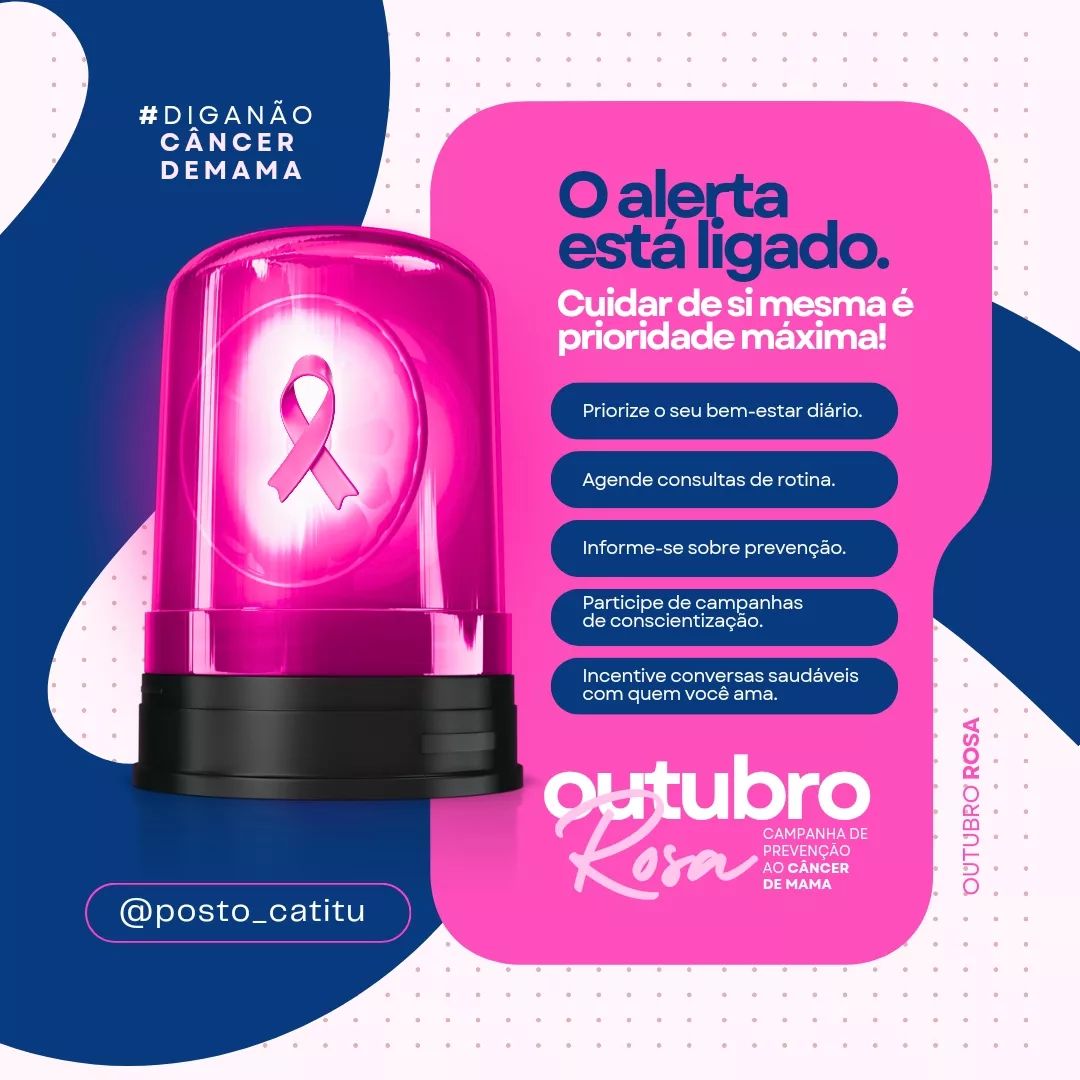 #DIGANÃO
CÂNCER
DEMAMA
O alerta
está ligado.
Cuidar de si mesma é
prioridade máxima!
Priorize o seu bem-estar diário.
Agende consultas de rotina.
Informe-se sobre prevenção.
Participe de campanhas
de conscientização.
Incentive conversas saudáveis
com quem você ama.
outubro
Rosa
CAMPANHA DE
PREVENÇÃO
AO CÂNCER
DE MAMA
OUTUBRO ROSA
@posto_catitu